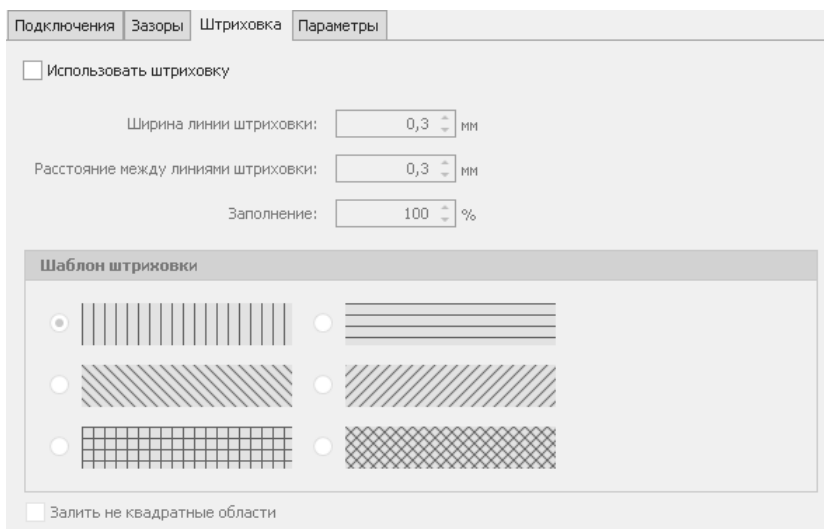 Подключения Зазоры Штриховка Параметры
Использовать штриховку
Ширина линии штриховки: 0,3 мм
Расстояние между линиями штриховки: 0,3 мм
Заполнение: 100 %
Шаблон штриховки
Залить не квадратные области